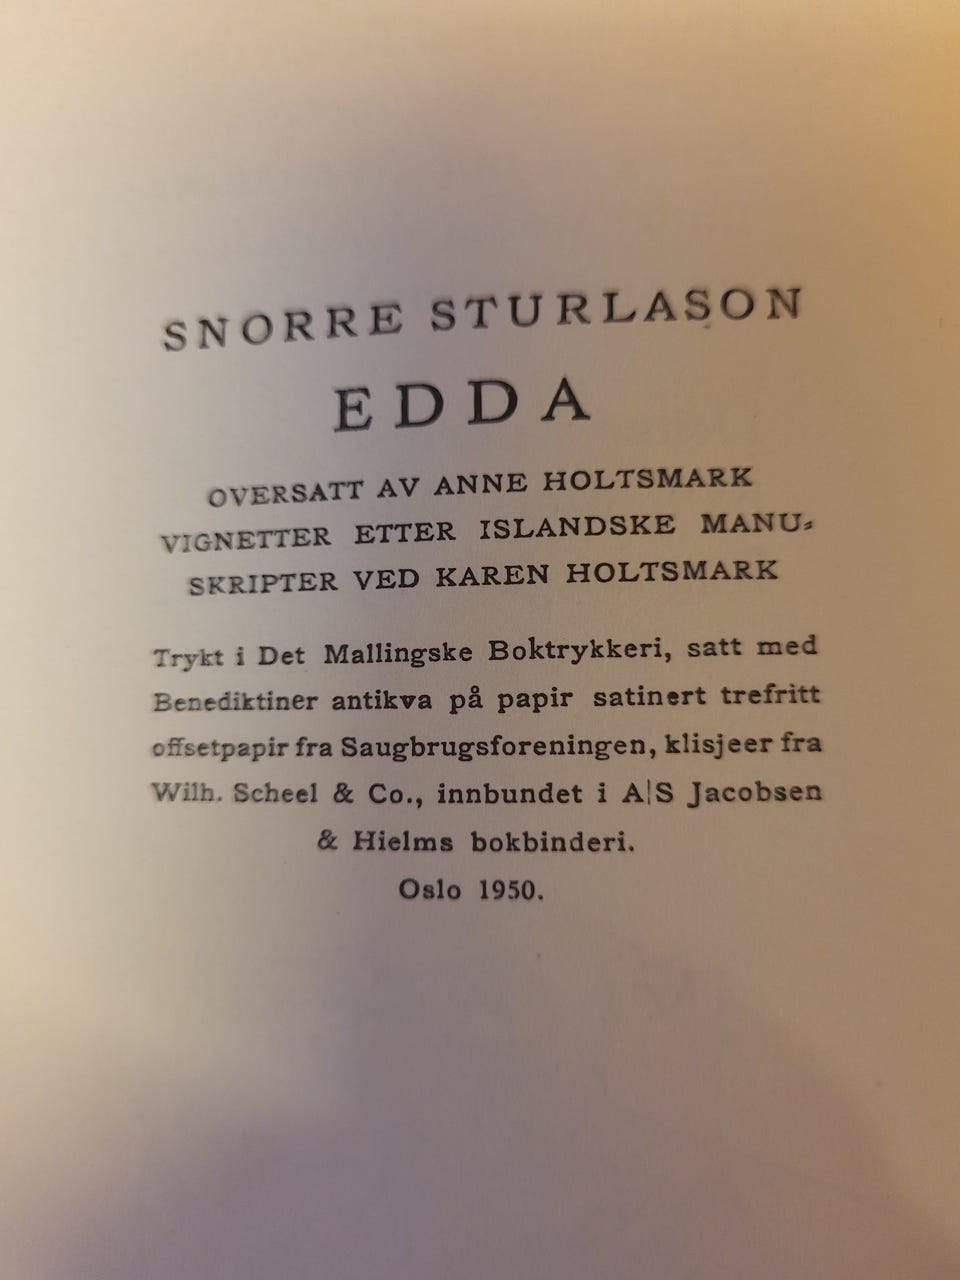 SNORRE STURLASON
EDDA
OVERSATT AV ANNE HOLTSMARK
VIGNETTER ETTER ISLANDSKE MANU-
SKRIPTER VED KAREN HOLTSMARK
Trykt i Det Mallingske Boktrykkeri, satt med
Benediktiner antikva på papir satinert trefritt
offsetpapir fra Saugbrugsforeningen, klisjeer fra
Wilh. Scheel & Co., innbundet i A|S Jacobsen
& Hielms bokbinderi.
Oslo 1950.